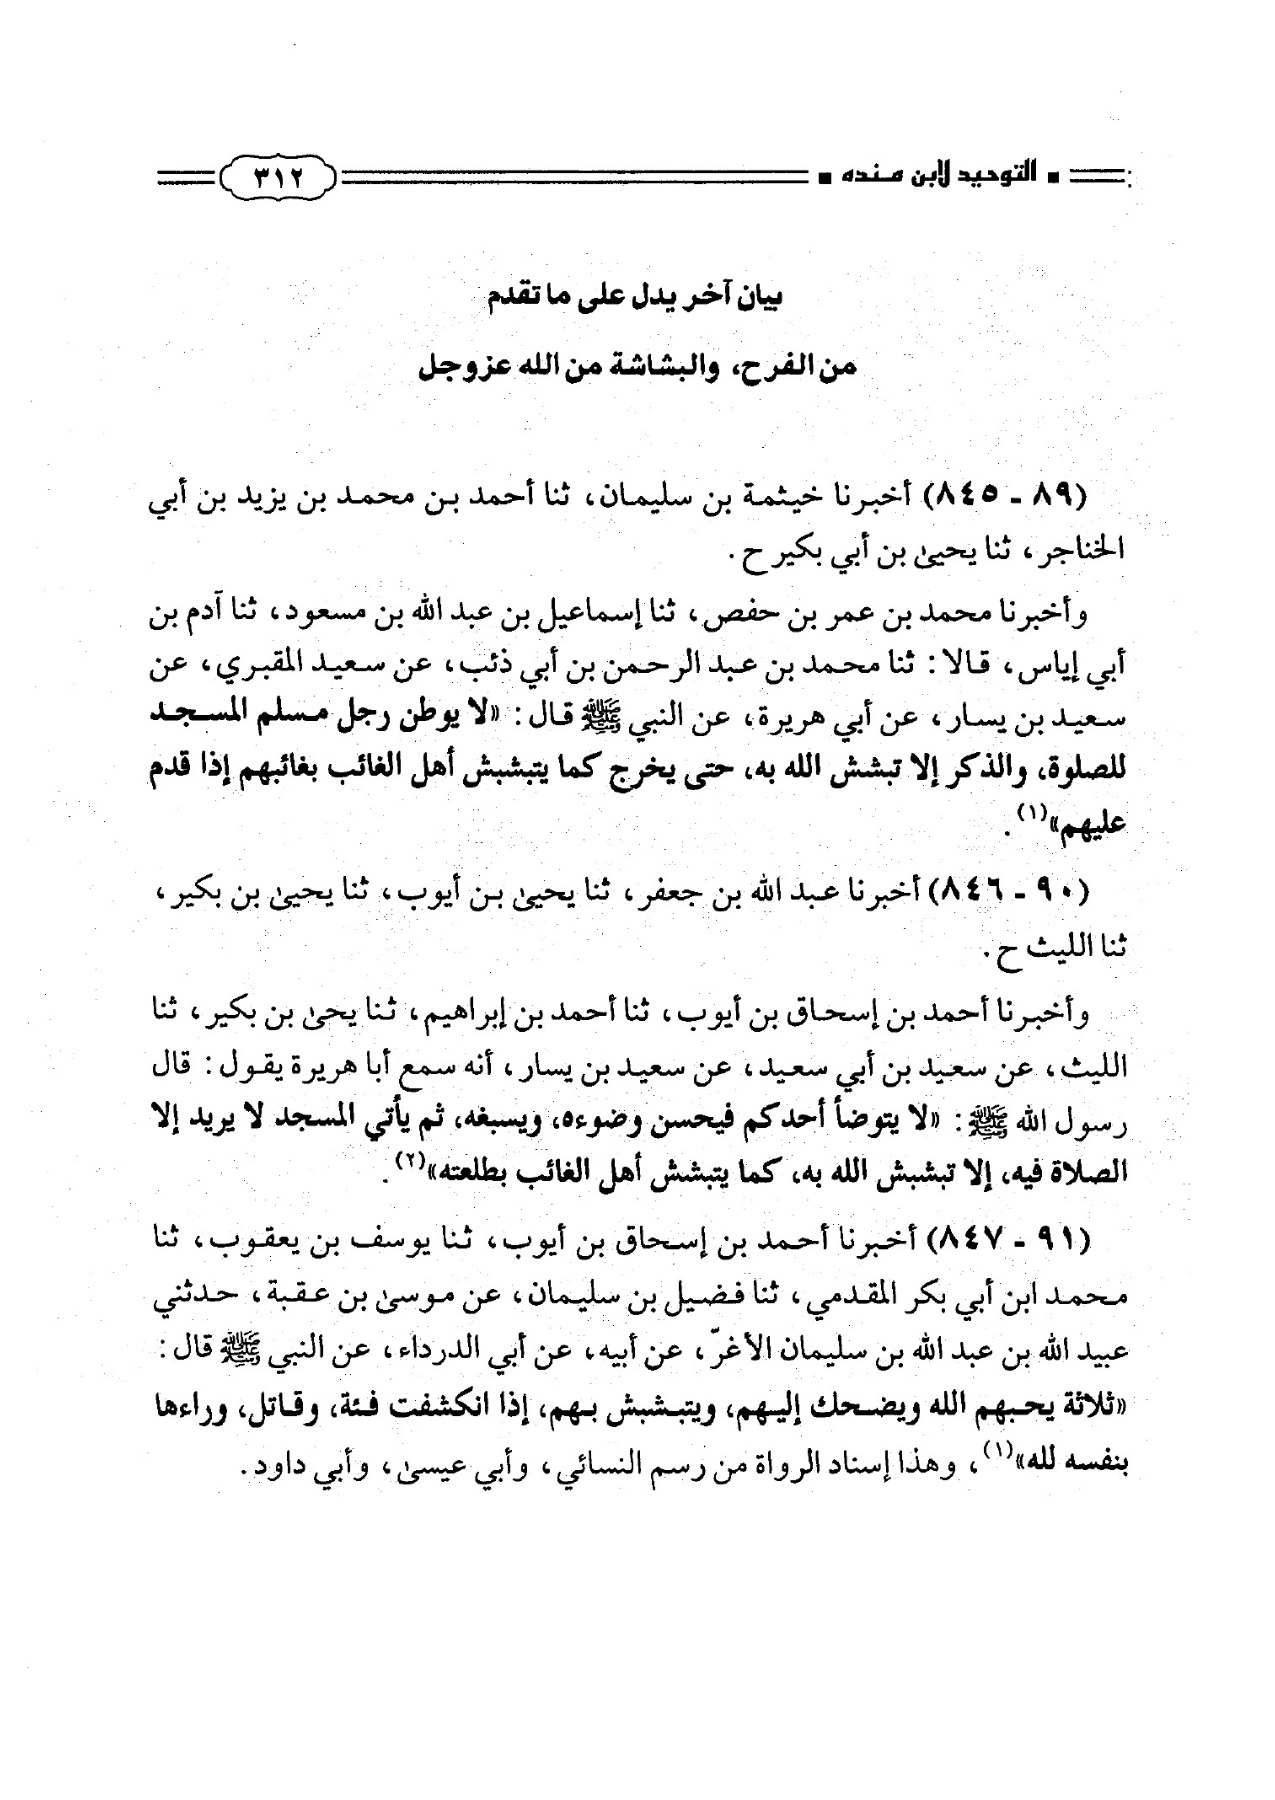 التوحيد لابن منده
٣١٢
بيان آخر يدل على ما تقدم
من الفرح، والبشاشة من الله عزوجل
(٨٩ - ٨٤٥) أخبرنا خيثمة بن سليمان، ثنا أحمد بن محمد بن يزيد بن أبي
الخناجر، ثنا يحيىٰ بن أبي بكير ح.
وأخبرنا محمد بن عمر بن حفص، ثنا إسماعيل بن عبد الله بن مسعود، ثنا آدم بن
أبي إياس، قالا: ثنا محمد بن عبد الرحمن بن أبي ذئب، عن سعيد المقبري، عن
سعيد بن يسار، عن أبي هريرة، عن النبي ﷺ قال: «لا يوطن رجل مسلم المسجد
للصلوة، والذكر إلا تبشش الله به، حتى يخرج كما يتبشبش أهل الغائب بغائبهم إذا قدم
عليهم»(١).
(٩٠ - ٨٤٦) أخبرنا عبد الله بن جعفر، ثنا يحيىٰ بن أيوب، ثنا يحيىٰ بن بكير،
ثنا الليث ح.
وأخبرنا أحمد بن إسحاق بن أيوب، ثنا أحمد بن إبراهيم، ثنا يحىٰ بن بكير، ثنا
الليث، عن سعيد بن أبي سعيد، عن سعيد بن يسار، أنه سمع أبا هريرة يقول: قال
رسول الله ﷺ: «لا يتوضأ أحدكم فيحسن وضوءه، ويسبغه، ثم يأتي المسجد لا يريد إلا
الصلاة فيه، إلا تبشبش الله به، كما يتبشش أهل الغائب بطلعته»(٢).
(٩١ - ٨٤٧) أخبرنا أحمد بن إسحاق بن أيوب، ثنا يوسف بن يعقوب، ثنا
محمد ابن أبي بكر المقدمي، ثنا فضيل بن سليمان، عن موسىٰ بن عقبة، حدثني
عبيد الله بن عبد الله بن سليمان الأغرّ، عن أبيه، عن أبي الدرداء، عن النبي ﷺ قال:
«ثلاثة يحبهم الله ويضحك إليهم، ويتبشبش بهم، إذا انكشفت فئة، وقاتل، وراءها
بنفسه لله»(١)، وهذا إسناد الرواة من رسم النسائي، وأبي عيسىٰ، وأبي داود.